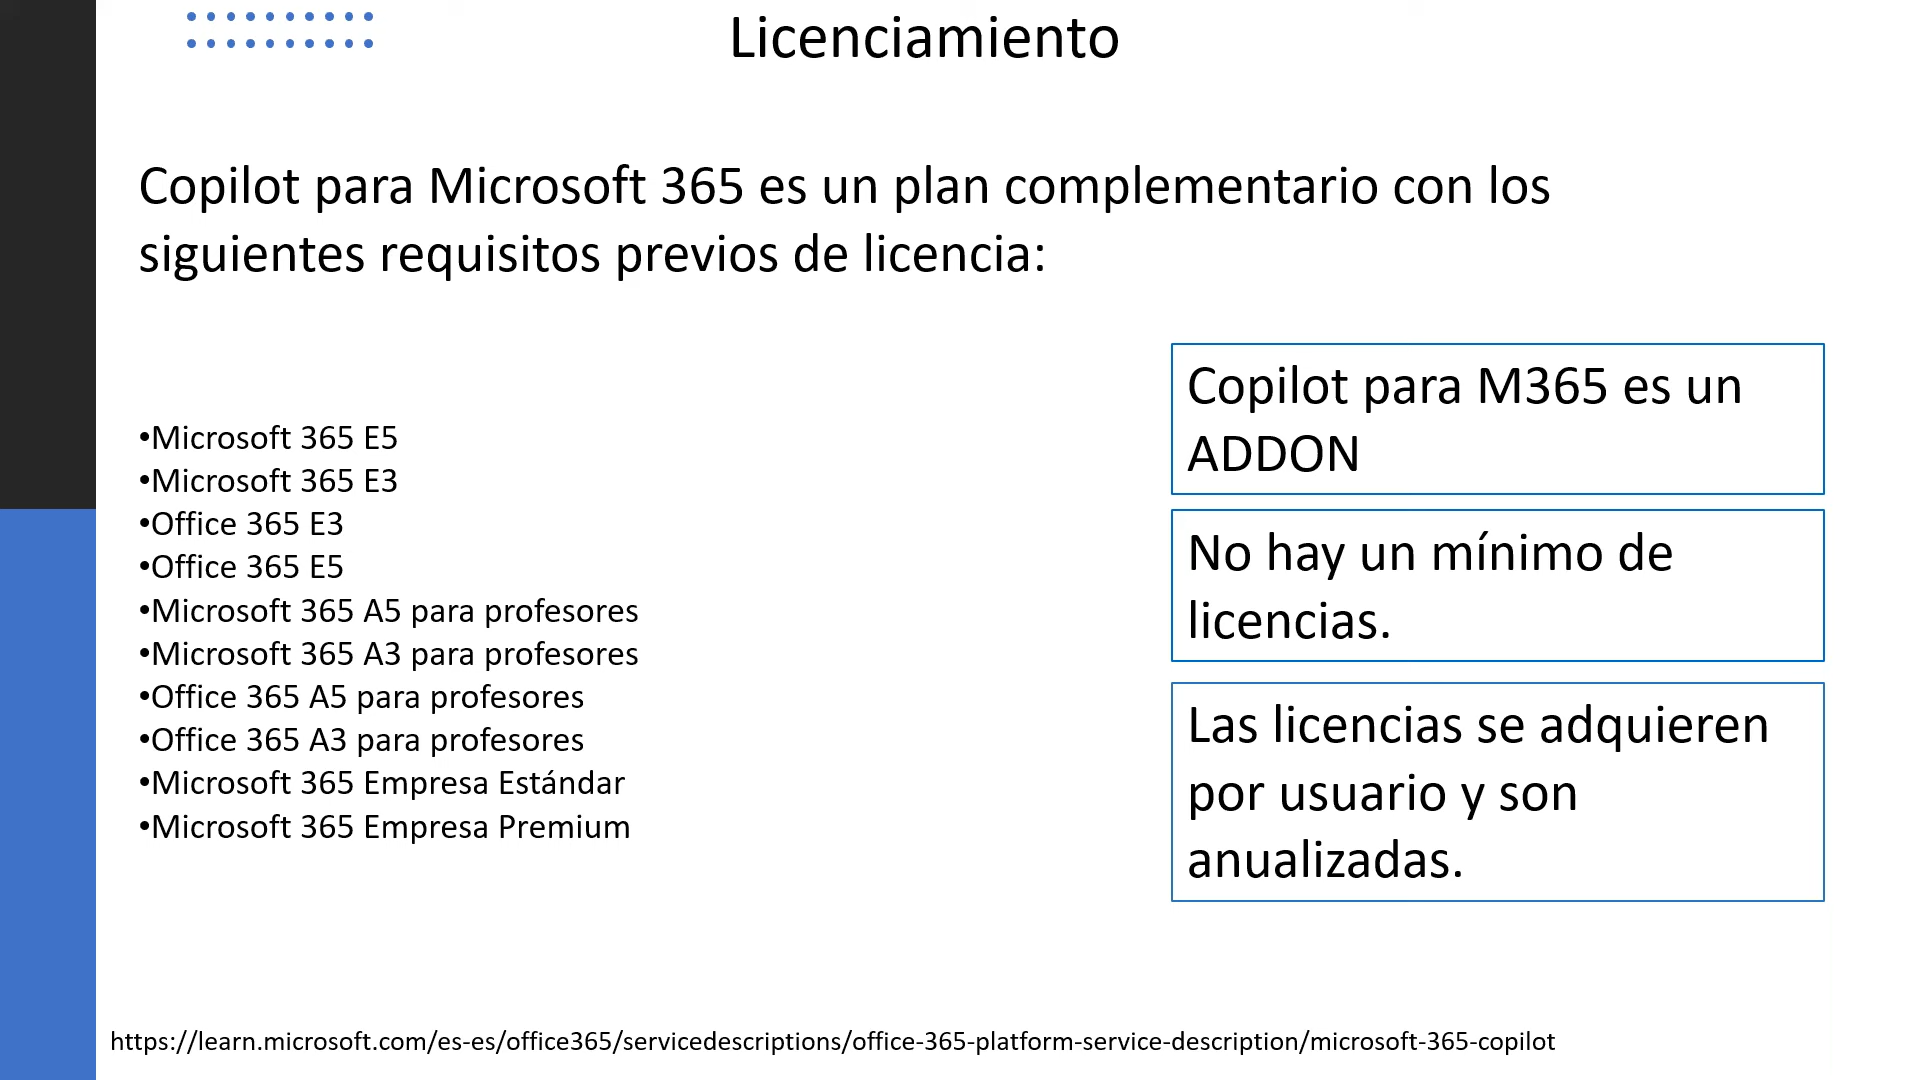 Licenciamiento
Copilot para Microsoft 365 es un plan complementario con los
siguientes requisitos previos de licencia:
•Microsoft 365 E5
•Microsoft 365 E3
•Office 365 E3
•Office 365 E5
•Microsoft 365 A5 para profesores
•Microsoft 365 A3 para profesores
•Office 365 A5 para profesores
•Office 365 A3 para profesores
•Microsoft 365 Empresa Estándar
•Microsoft 365 Empresa Premium
Copilot para M365 es un
ADDON
No hay un mínimo de
licencias.
Las licencias se adquieren
por usuario y son
anualizadas.
https://learn.microsoft.com/es-es/office365/servicedescriptions/office-365-platform-service-description/microsoft-365-copilot